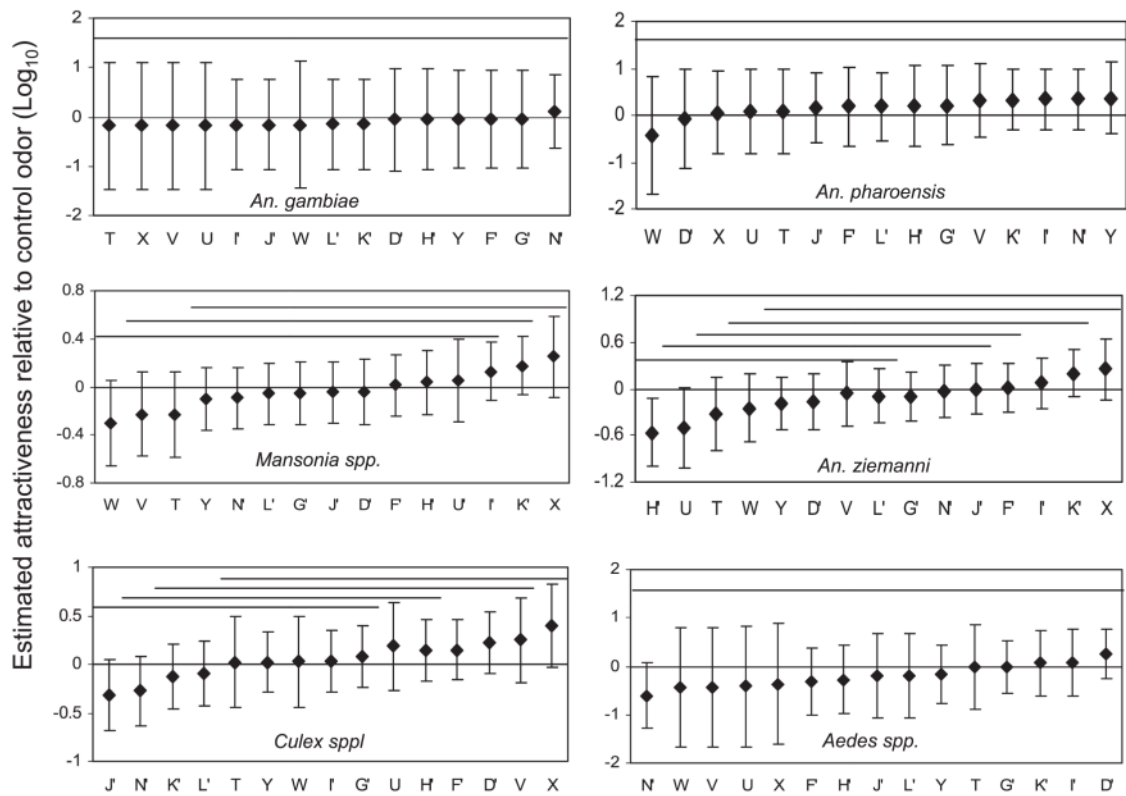 Estimated attractiveness relative to control odor (Log10)
2
1
0
-1
-2
An. gambiae
T X V U I' J' W L' K' D' H' Y F' G' N'
2
1
0
-1
-2
An. pharoensis
W D' X U T J' F' L' H' G' V K' I' N' Y
0.8
0.4
0
-0.4
-0.8
Mansonia spp.
W V T Y N' L' G' J' D' F' H' U' I' K' X
1.2
0.6
0
-0.6
-1.2
An. ziemanni
H' U T W Y D' V L' G' N' J' F' I' K' X
1
0.5
0
-0.5
-1
Culex sppl
J' N' K' L' T Y W I' G' U H' F' D' V X
2
1
0
-1
-2
Aedes spp.
N' W V U X F' H' J' L' Y T G' K' I' D'